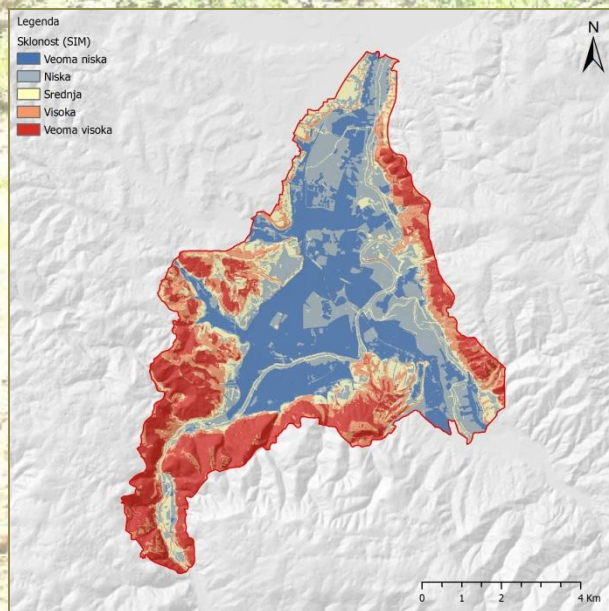 Legenda
Sklonost (SIM)
Veoma niska
Niska
Srednja
Visoka
Veoma visoka
N
0 1 2 4 Km